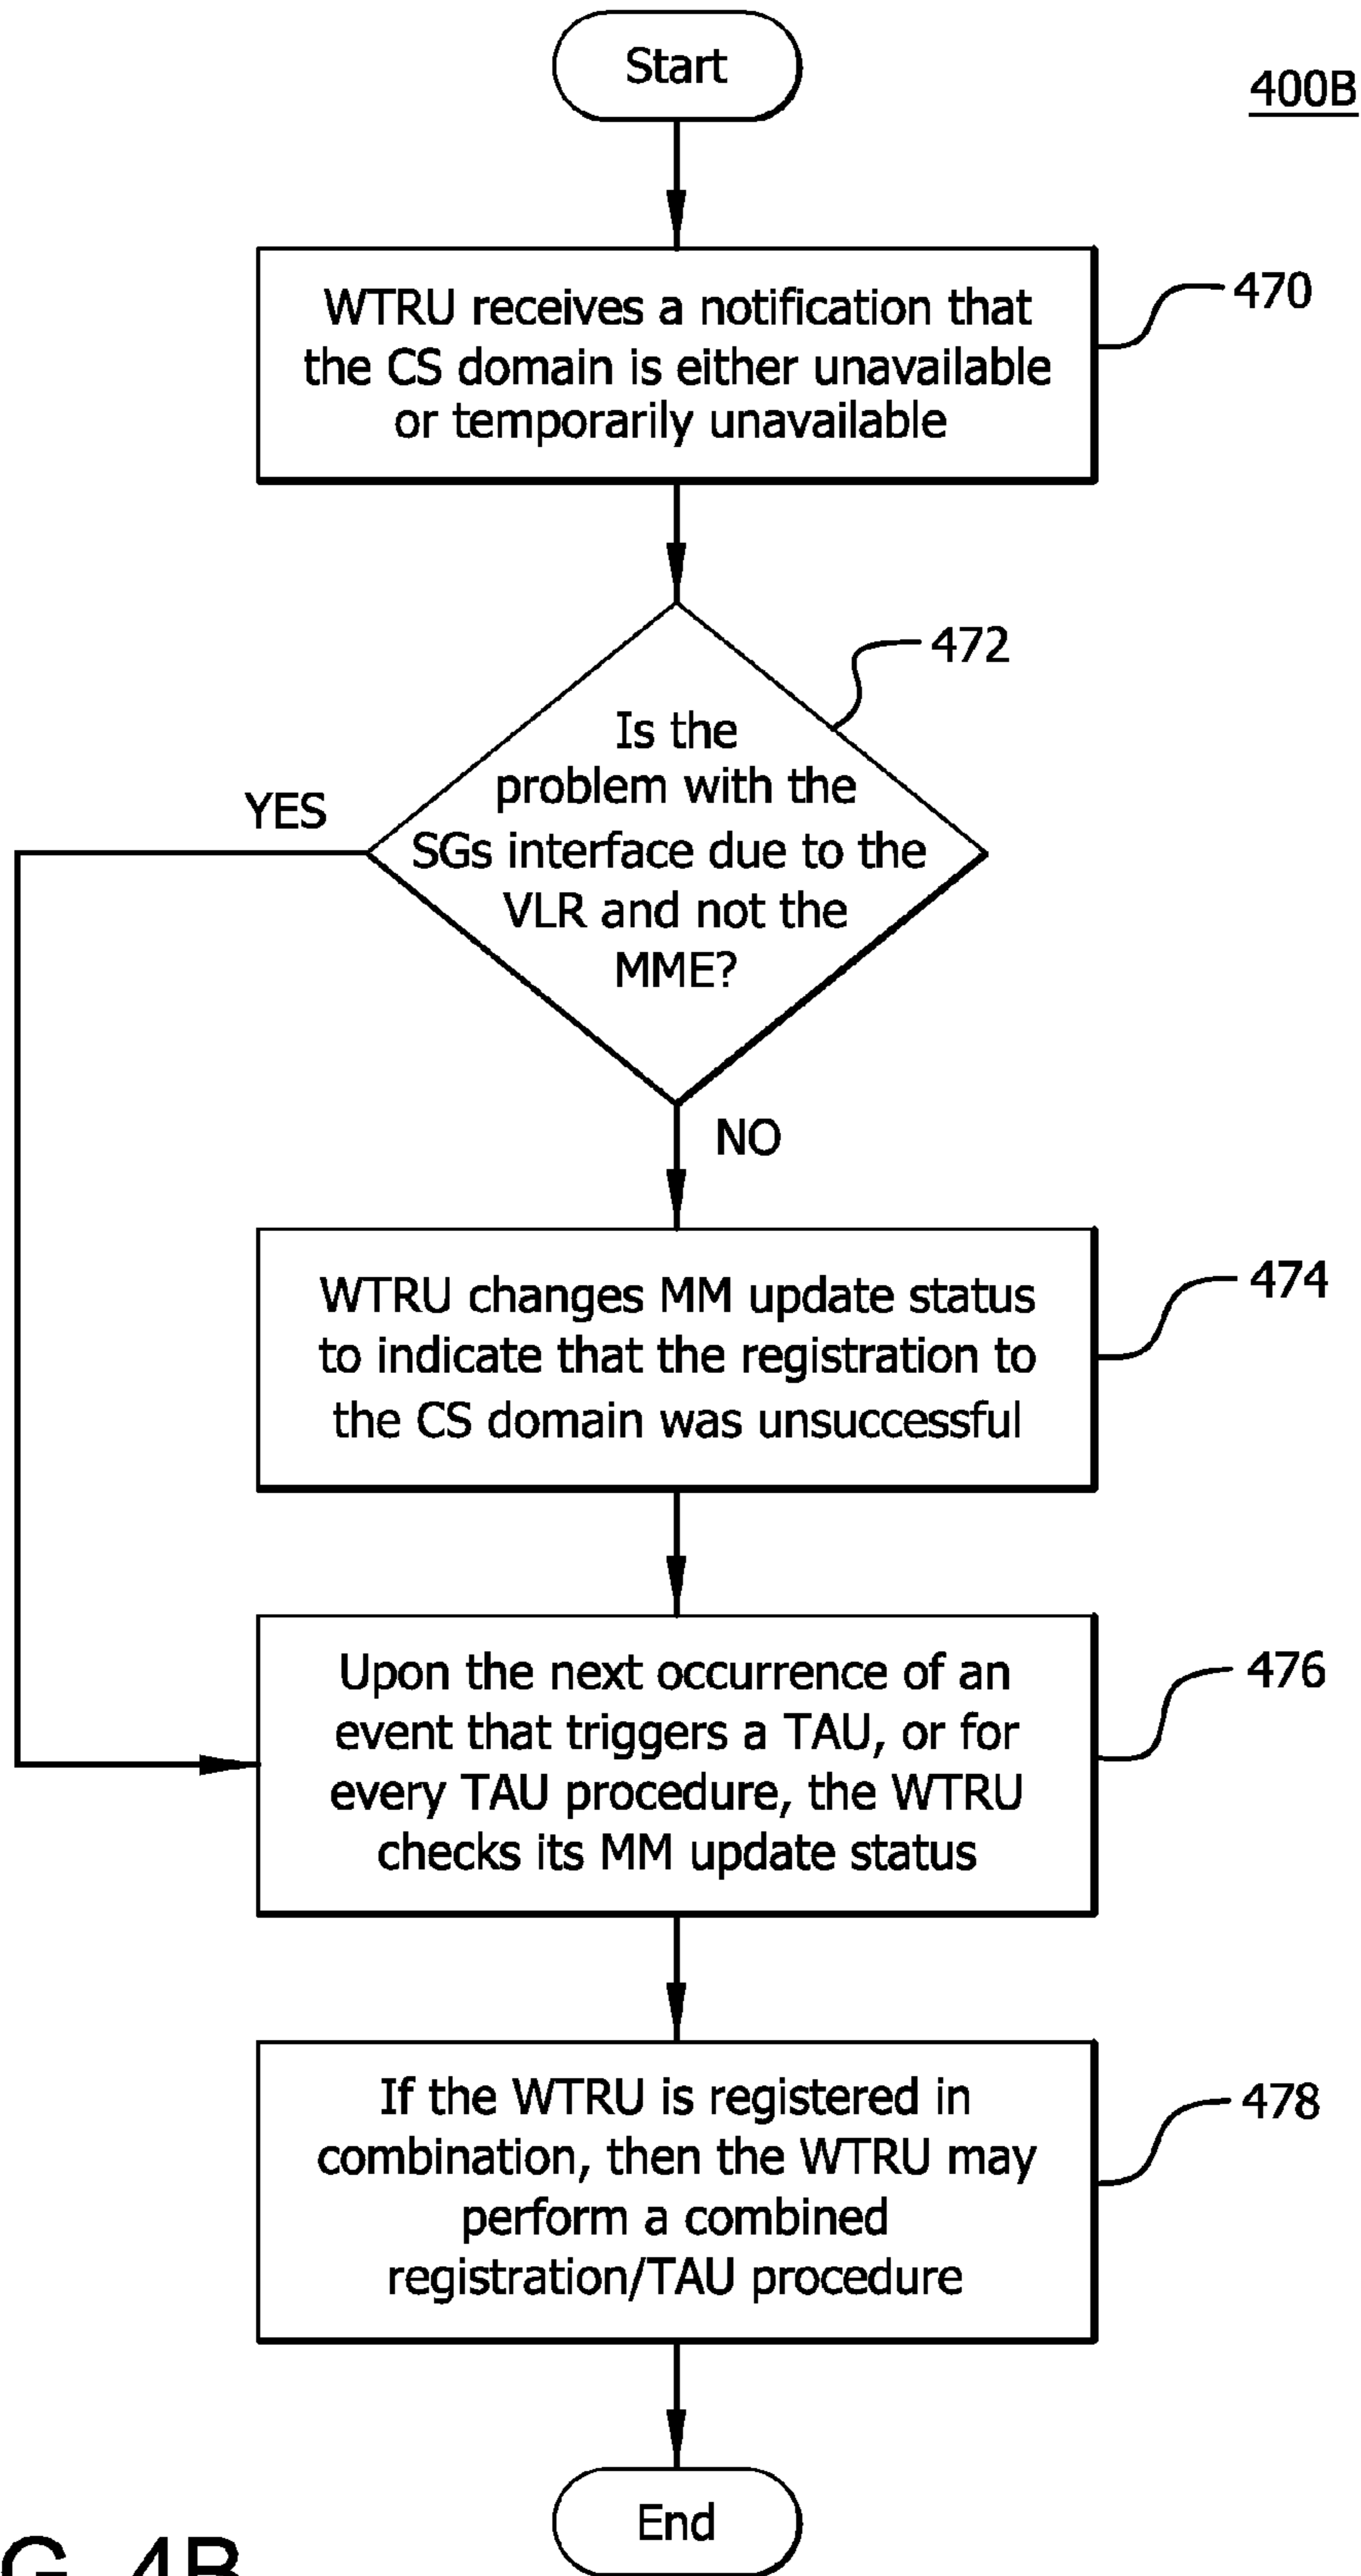 Start
400B
WTRU receives a notification that
the CS domain is either unavailable
or temporarily unavailable
470
472
Is the
problem with the
SGs interface due to the
VLR and not the
MME?
YES
NO
WTRU changes MM update status
to indicate that the registration to
the CS domain was unsuccessful
474
Upon the next occurrence of an
event that triggers a TAU, or for
every TAU procedure, the WTRU
checks its MM update status
476
If the WTRU is registered in
combination, then the WTRU may
perform a combined
registration/TAU procedure
478
End
G. 4B